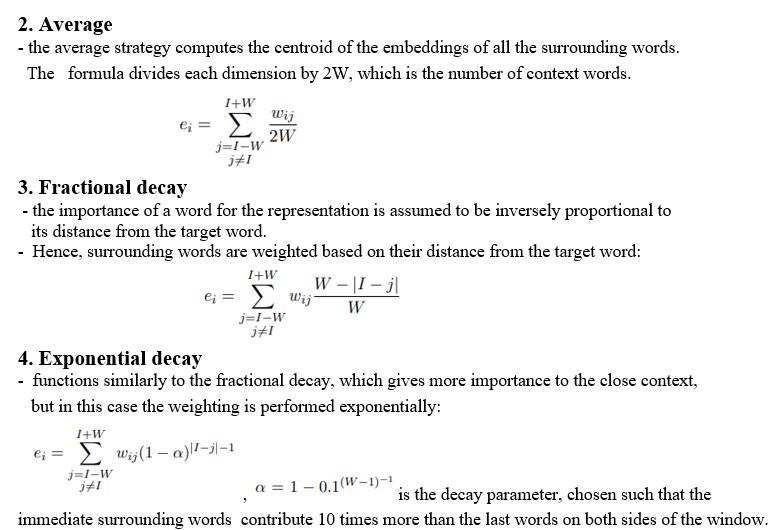 2. Average
- the average strategy computes the centroid of the embeddings of all the surrounding words.
The formula divides each dimension by 2W, which is the number of context words.
e_i = \sum_{\substack{j=I-W \\ j \neq I}}^{I+W} \frac{w_{ij}}{2W}
3. Fractional decay
- the importance of a word for the representation is assumed to be inversely proportional to
its distance from the target word.
- Hence, surrounding words are weighted based on their distance from the target word:
e_i = \sum_{\substack{j=I-W \\ j \neq I}}^{I+W} w_{ij} \frac{W - |I - j|}{W}
4. Exponential decay
- functions similarly to the fractional decay, which gives more importance to the close context,
but in this case the weighting is performed exponentially:
e_i = \sum_{\substack{j=I-W \\ j \neq I}}^{I+W} w_{ij} (1 - \alpha)^{|I-j|-1}
, \alpha = 1 - 0.1^{(W-1)^{-1}} is the decay parameter, chosen such that the
immediate surrounding words contribute 10 times more than the last words on both sides of the window.